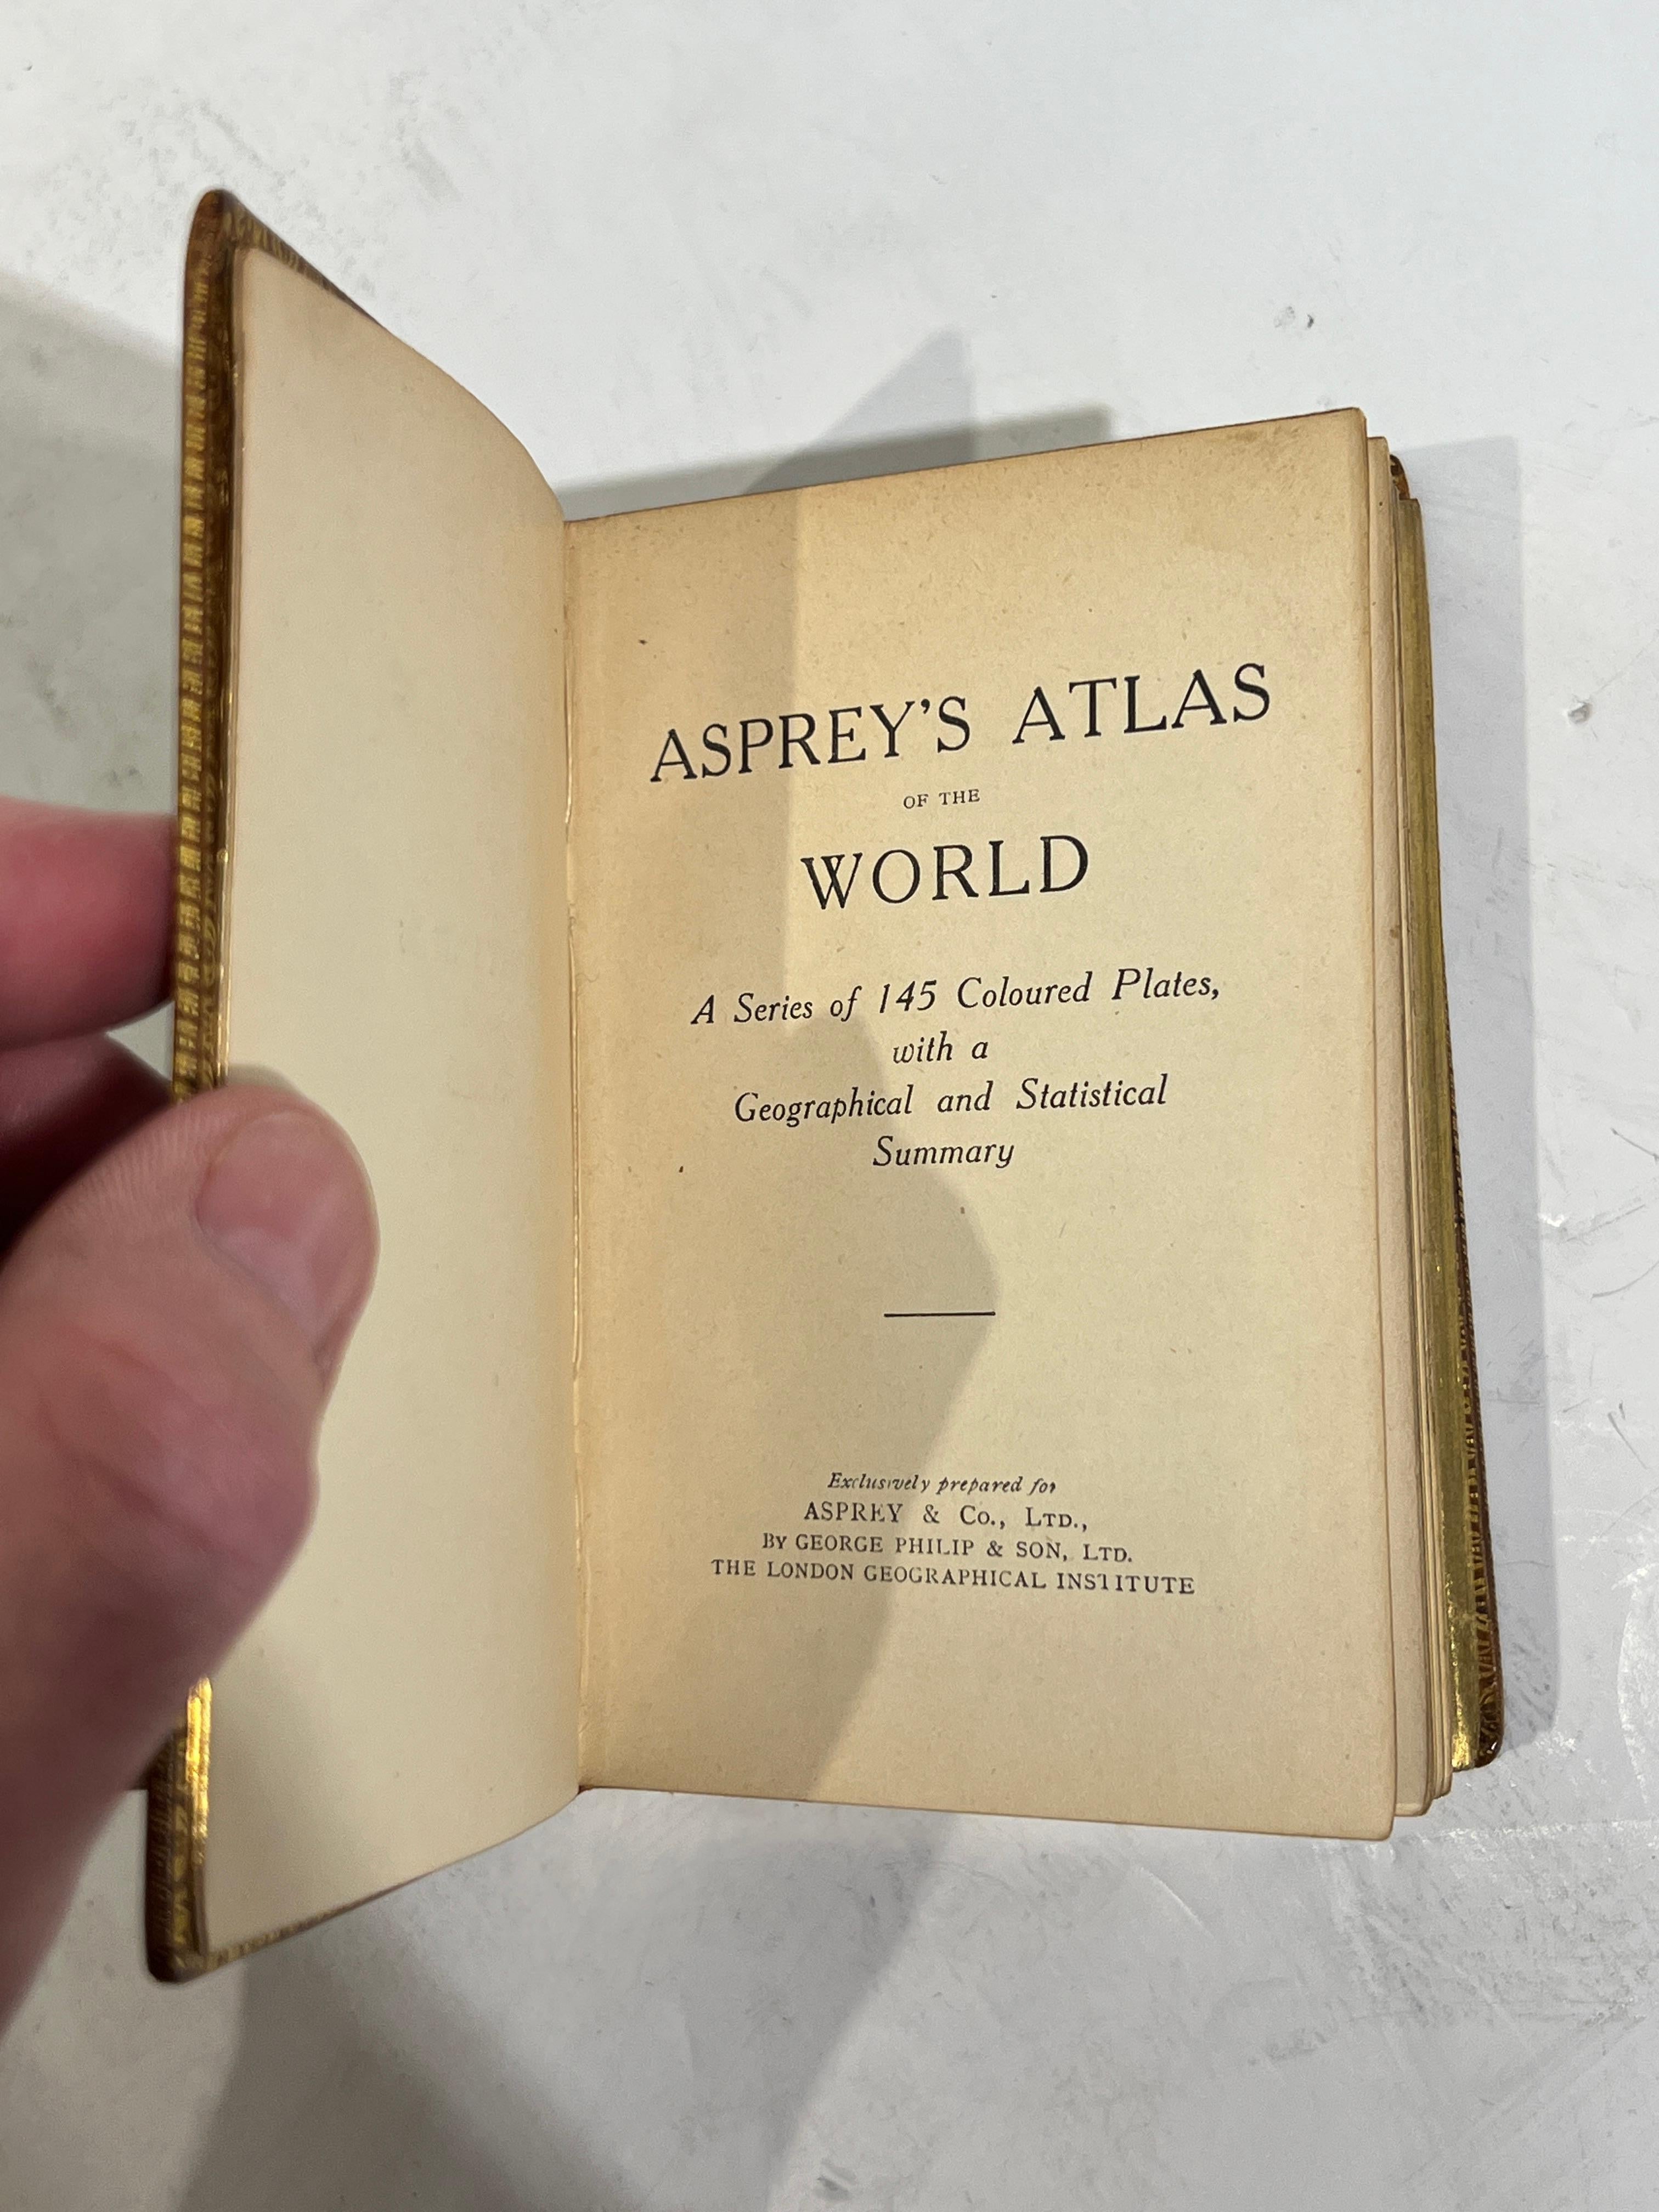 ASPREY'S ATLAS
OF THE
WORLD
A Series of 145 Coloured Plates,
with a
Geographical and Statistical
Summary
Exclusively prepared for
ASPREY & Co., LTD.,
By GEORGE PHILIP & SON, LTD.
THE LONDON GEOGRAPHICAL INSTITUTE